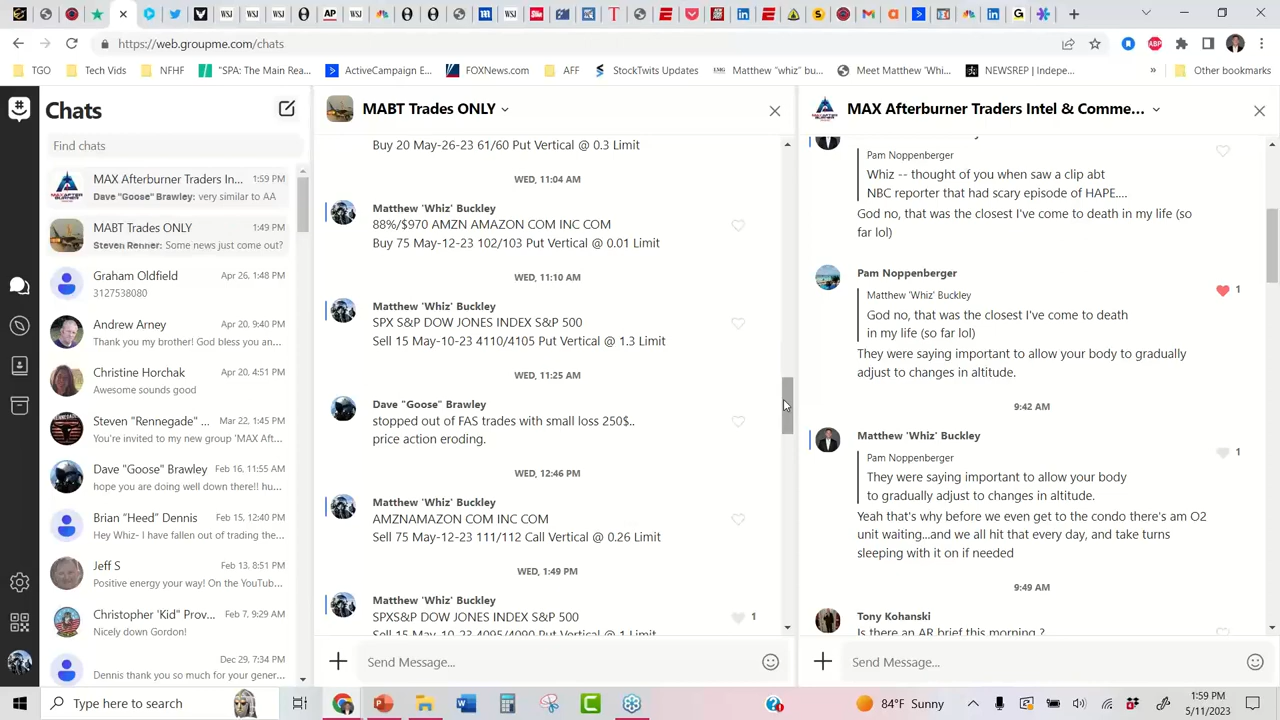 https://web.groupme.com/chats
TGO
Tech Vids
NFHF
"SPA: The Main Rea...
ActiveCampaign E...
FOXNews.com
AFF
StockTwits Updates
Matthew "whiz" bu...
Meet Matthew 'Whi...
NEWSREP | Indepe...
»
Other bookmarks
Chats
Find chats
MAX Afterburner Traders In... 1:59 PM
Dave "Goose" Brawley: very similar to AA
MABT Trades ONLY 1:49 PM
Steven Renner: Some news just come out?
Graham Oldfield Apr 26, 1:48 PM
3127538080
Andrew Arney Apr 20, 9:40 PM
Thank you my brother! God bless you an...
Christine Horchak Apr 20, 4:51 PM
Awesome sounds good
Steven "Rennegade" ... Mar 22, 1:45 PM
You're invited to my new group 'MAX Aft...
Dave "Goose" Brawley Feb 16, 11:55 AM
hope you are doing well down there!! hu...
Brian “Heed” Dennis Feb 15, 12:40 PM
Hey Whiz- I have fallen out of trading the...
Jeff S Feb 13, 8:51 PM
Positive energy your way! On the YouTub...
Christopher 'Kid" Prov... Feb 7, 9:29 AM
Nicely down Gordon!
Dec 29, 7:34 PM
Dennis thank you so much for your gener...
MABT Trades ONLY
Buy 20 May-26-23 61/60 Put Vertical @ 0.3 Limit
WED, 11:04 AM
Matthew 'Whiz' Buckley
88%/$970 AMZN AMAZON COM INC COM
Buy 75 May-12-23 102/103 Put Vertical @ 0.01 Limit
WED, 11:10 AM
Matthew 'Whiz' Buckley
SPX S&P DOW JONES INDEX S&P 500
Sell 15 May-10-23 4110/4105 Put Vertical @ 1.3 Limit
WED, 11:25 AM
Dave "Goose" Brawley
stopped out of FAS trades with small loss 250$..
price action eroding.
WED, 12:46 PM
Matthew 'Whiz' Buckley
AMZNAMAZON COM INC COM
Sell 75 May-12-23 111/112 Call Vertical @ 0.26 Limit
WED, 1:49 PM
Matthew 'Whiz' Buckley
1
SPXS&P DOW JONES INDEX S&P 500
Sell 15 May-10-23 4095/4090 Put Vertical @ 1 Limit
Send Message...
MAX Afterburner Traders Intel & Comme...
Pam Noppenberger
Whiz -- thought of you when saw a clip abt
NBC reporter that had scary episode of HAPE....
God no, that was the closest I've come to death in my life (so
far lol)
Pam Noppenberger
1
Matthew 'Whiz' Buckley
God no, that was the closest I've come to death
in my life (so far lol)
They were saying important to allow your body to gradually
adjust to changes in altitude.
9:42 AM
Matthew 'Whiz' Buckley
1
Pam Noppenberger
They were saying important to allow your body
to gradually adjust to changes in altitude.
Yeah that's why before we even get to the condo there's am O2
unit waiting...and we all hit that every day, and take turns
sleeping with it on if needed
9:49 AM
Tony Kohanski
Is there an AR brief this morning ?
Send Message...
Type here to search
84°F Sunny
1:59 PM
5/11/2023